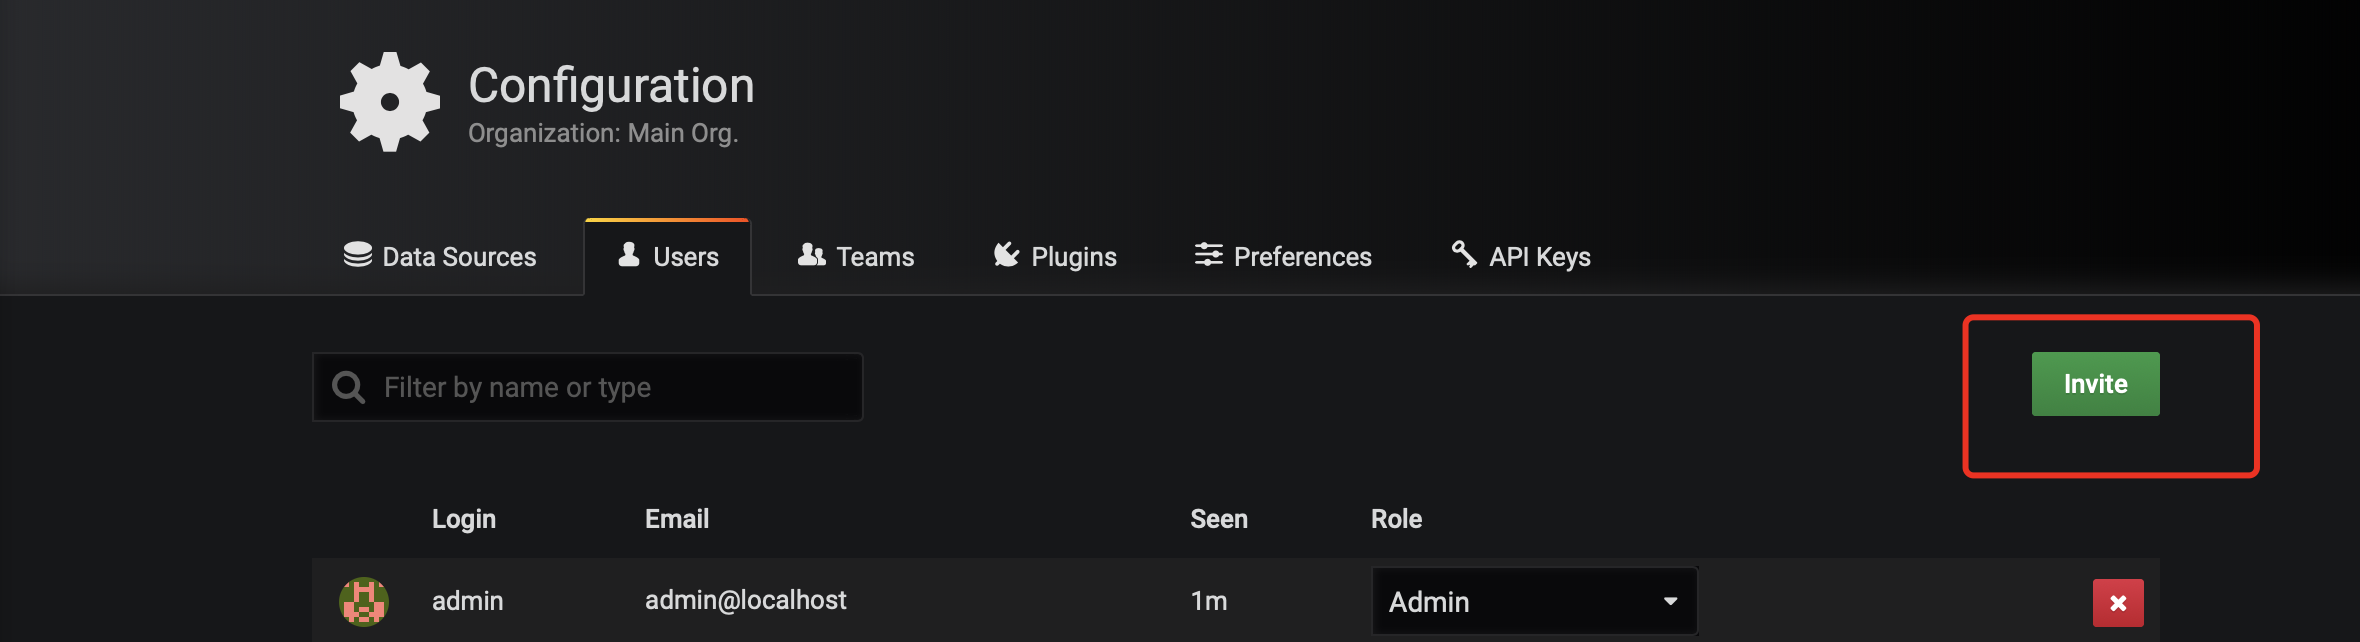 Configuration
Organization: Main Org.
Data Sources
Users
Teams
Plugins
Preferences
API Keys
Filter by name or type
Invite
Login Email Seen Role
admin admin@localhost 1m Admin